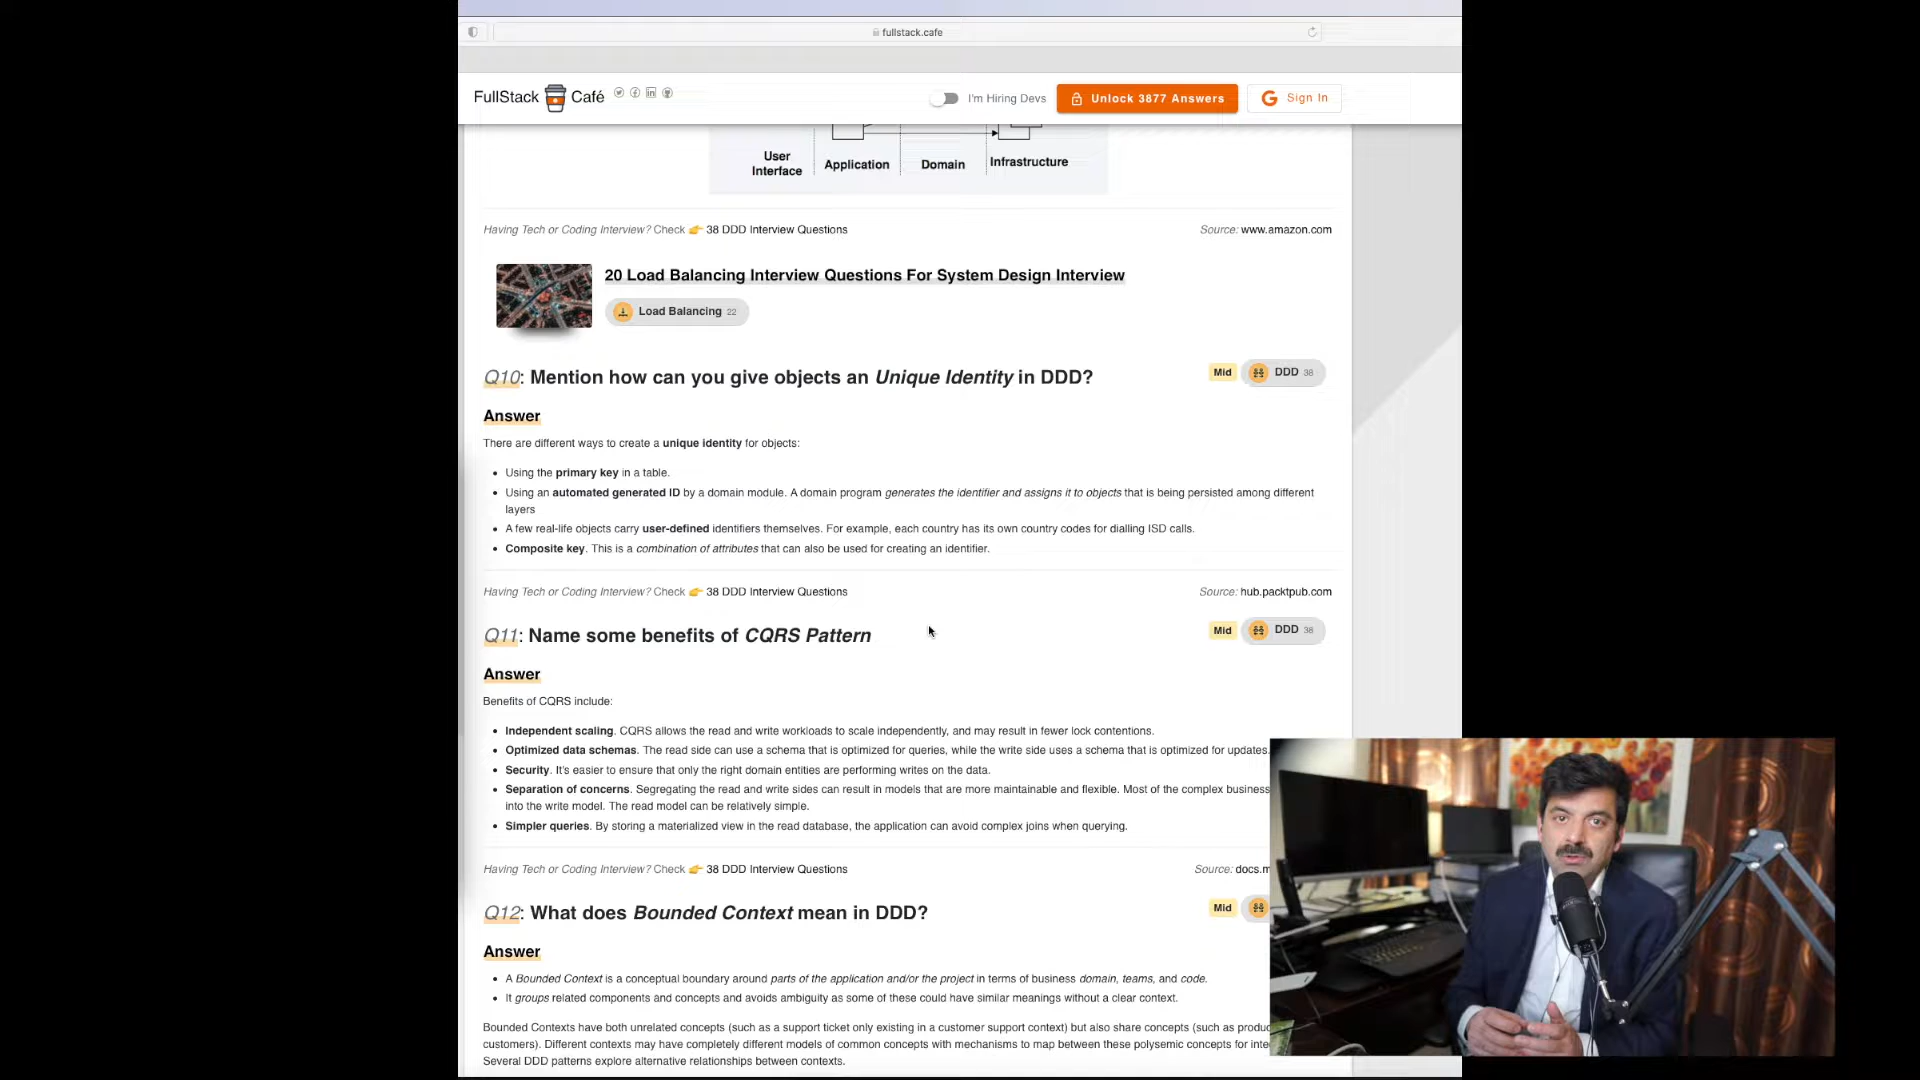 fullstack.cafe
FullStack Café
I'm Hiring Devs
Unlock 3877 Answers
Sign In
User
Interface
Application
Domain
Infrastructure
Having Tech or Coding Interview? Check 👉 38 DDD Interview Questions
Source: www.amazon.com
20 Load Balancing Interview Questions For System Design Interview
Load Balancing 22
Q10: Mention how can you give objects an Unique Identity in DDD?
Mid
DDD 38
Answer
There are different ways to create a unique identity for objects:
• Using the primary key in a table.
• Using an automated generated ID by a domain module. A domain program generates the identifier and assigns it to objects that is being persisted among different
layers
• A few real-life objects carry user-defined identifiers themselves. For example, each country has its own country codes for dialling ISD calls.
• Composite key. This is a combination of attributes that can also be used for creating an identifier.
Having Tech or Coding Interview? Check 👉 38 DDD Interview Questions
Source: hub.packtpub.com
Q11: Name some benefits of CQRS Pattern
Mid
DDD 38
Answer
Benefits of CQRS include:
• Independent scaling. CQRS allows the read and write workloads to scale independently, and may result in fewer lock contentions.
• Optimized data schemas. The read side can use a schema that is optimized for queries, while the write side uses a schema that is optimized for updates.
• Security. It's easier to ensure that only the right domain entities are performing writes on the data.
• Separation of concerns. Segregating the read and write sides can result in models that are more maintainable and flexible. Most of the complex business
into the write model. The read model can be relatively simple.
• Simpler queries. By storing a materialized view in the read database, the application can avoid complex joins when querying.
Having Tech or Coding Interview? Check 👉 38 DDD Interview Questions
Source: docs.m
Q12: What does Bounded Context mean in DDD?
Mid
Answer
• A Bounded Context is a conceptual boundary around parts of the application and/or the project in terms of business domain, teams, and code.
• It groups related components and concepts and avoids ambiguity as some of these could have similar meanings without a clear context.
Bounded Contexts have both unrelated concepts (such as a support ticket only existing in a customer support context) but also share concepts (such as produc
customers). Different contexts may have completely different models of common concepts with mechanisms to map between these polysemic concepts for inte
Several DDD patterns explore alternative relationships between contexts.